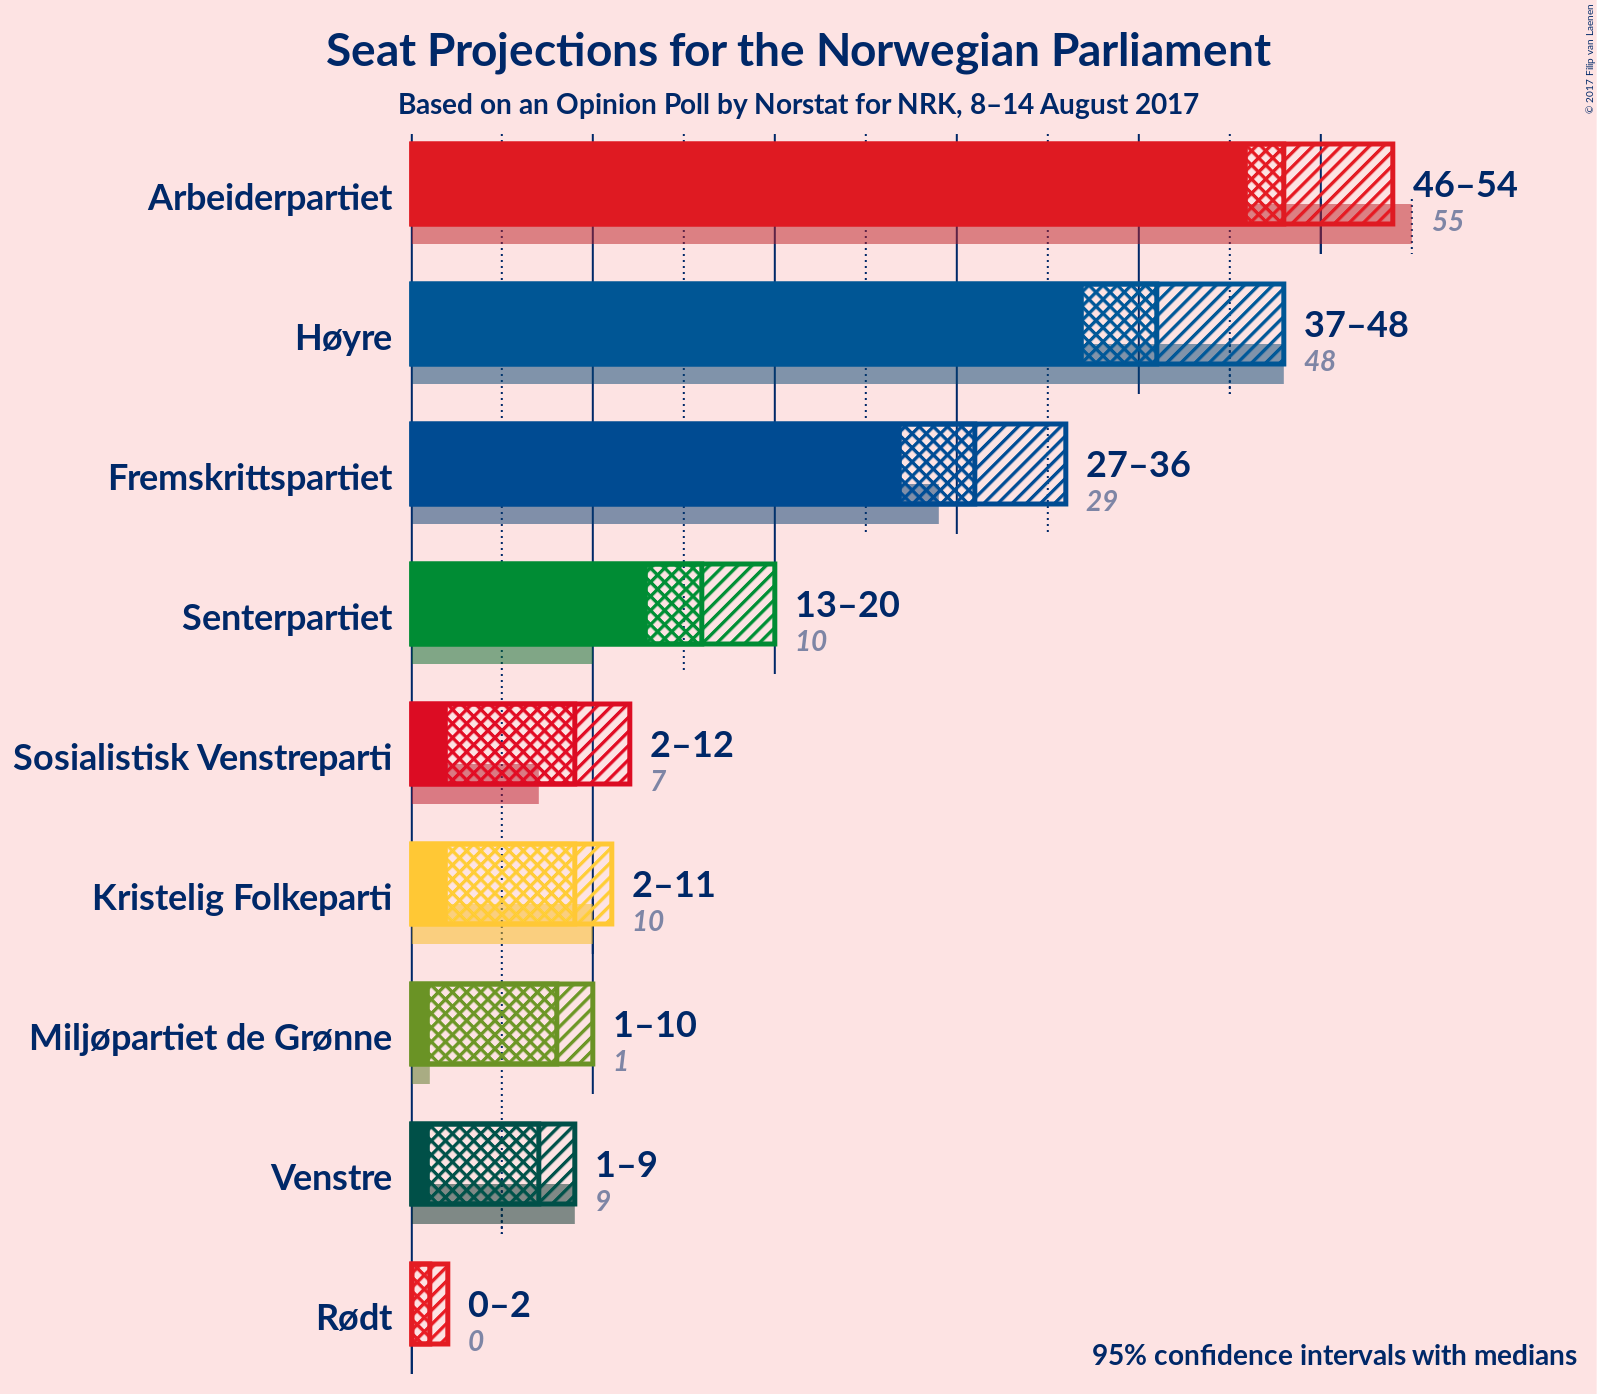 © 2017 Filip van Laenen
Seat Projections for the Norwegian Parliament
Based on an Opinion Poll by Norstat for NRK, 8–14 August 2017
Arbeiderpartiet
46–54
55
Høyre
37–48
48
Fremskrittspartiet
27–36
29
Senterpartiet
13–20
10
Sosialistisk Venstreparti
2–12
7
Kristelig Folkeparti
2–11
10
Miljøpartiet de Grønne
1–10
1
Venstre
1–9
9
Rødt
0–2
0
95% confidence intervals with medians